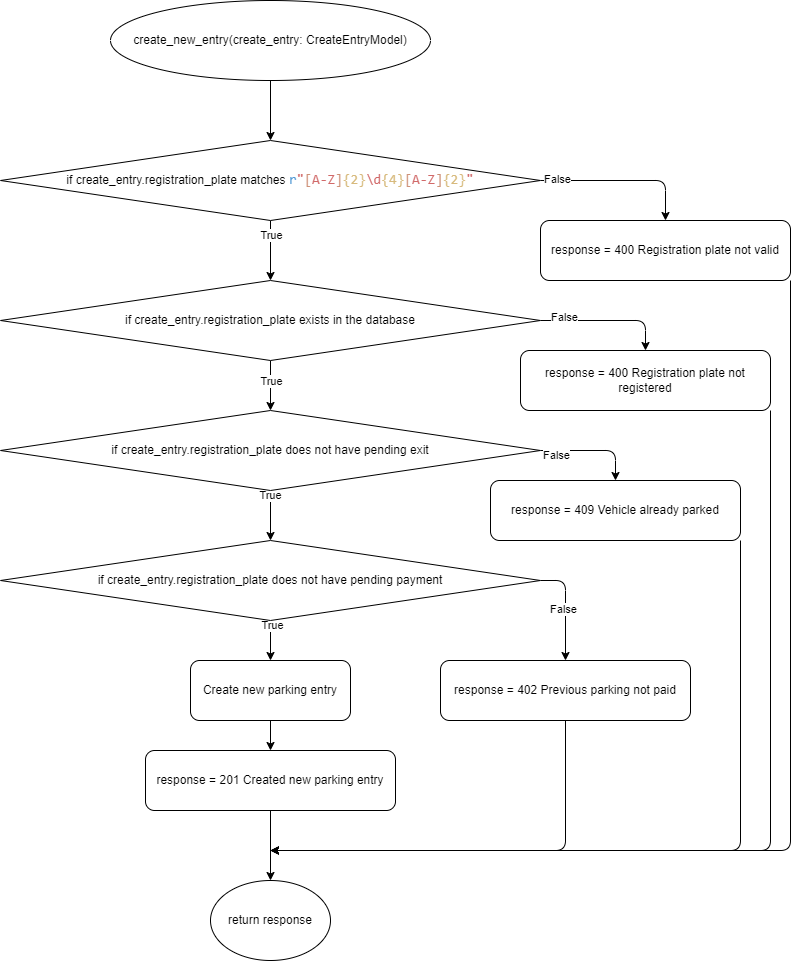 create_new_entry(create_entry: CreateEntryModel)
if create_entry.registration_plate matches r"[A-Z]{2}\d{4}[A-Z]{2}"
False
response = 400 Registration plate not valid
True
if create_entry.registration_plate exists in the database
False
response = 400 Registration plate not
registered
True
if create_entry.registration_plate does not have pending exit
False
response = 409 Vehicle already parked
True
if create_entry.registration_plate does not have pending payment
False
True
Create new parking entry
response = 402 Previous parking not paid
response = 201 Created new parking entry
return response